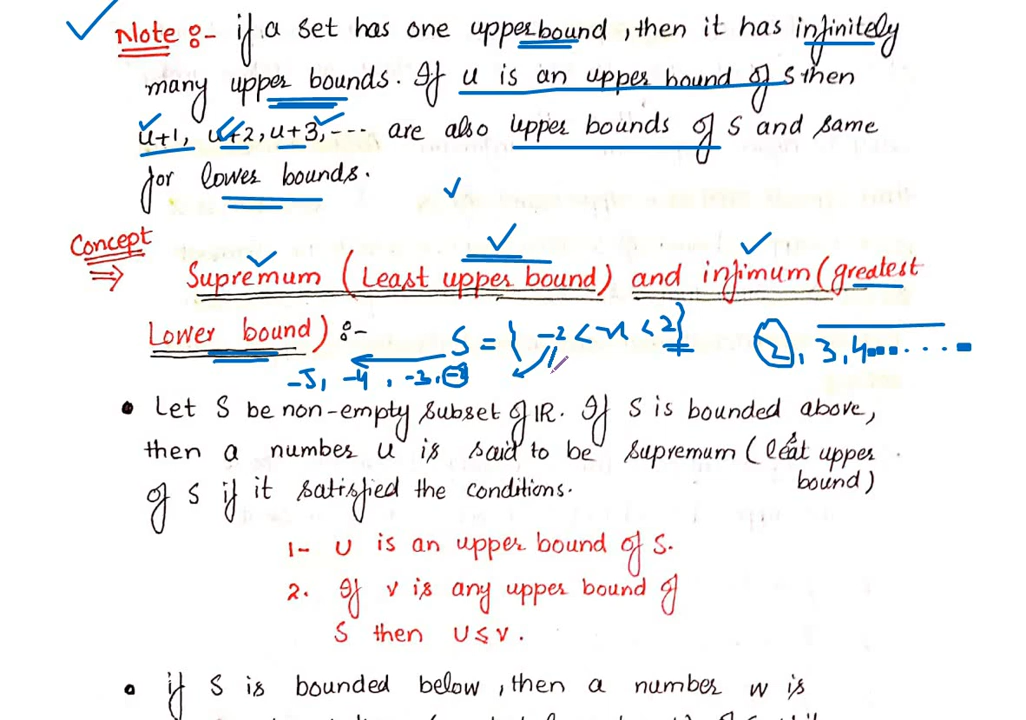 Note :- if a set has one upper bound, then it has infinitely
many upper bounds. If u is an upper bound of S then
u+1, u+2, u+3, --- are also upper bounds of S and same
for lower bounds.
Concept
⇒ Supremum (Least upper bound) and infimum (greatest
Lower bound) :-
S = { -2 < x < 2}
2, 3, 4.......
-5, -4, -3, -2
• Let S be non-empty subset of IR. If S is bounded above,
then a number u is said to be supremum (least upper
bound)
of S if it satisfied the conditions.
1- U is an upper bound of S.
2. If v is any upper bound of
S then U ≤ v.
• if S is bounded below, then a number w is